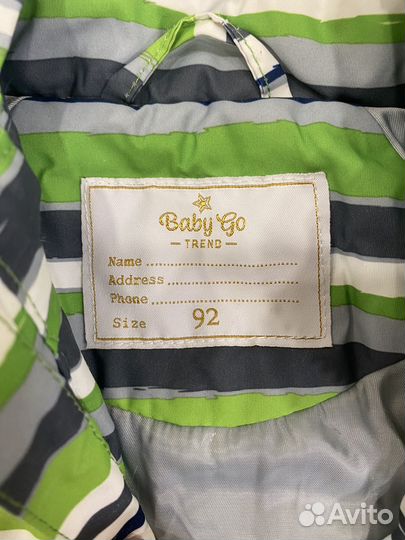 Baby Go
— TREND —
Name
Address
Phone
Size 92
Avito